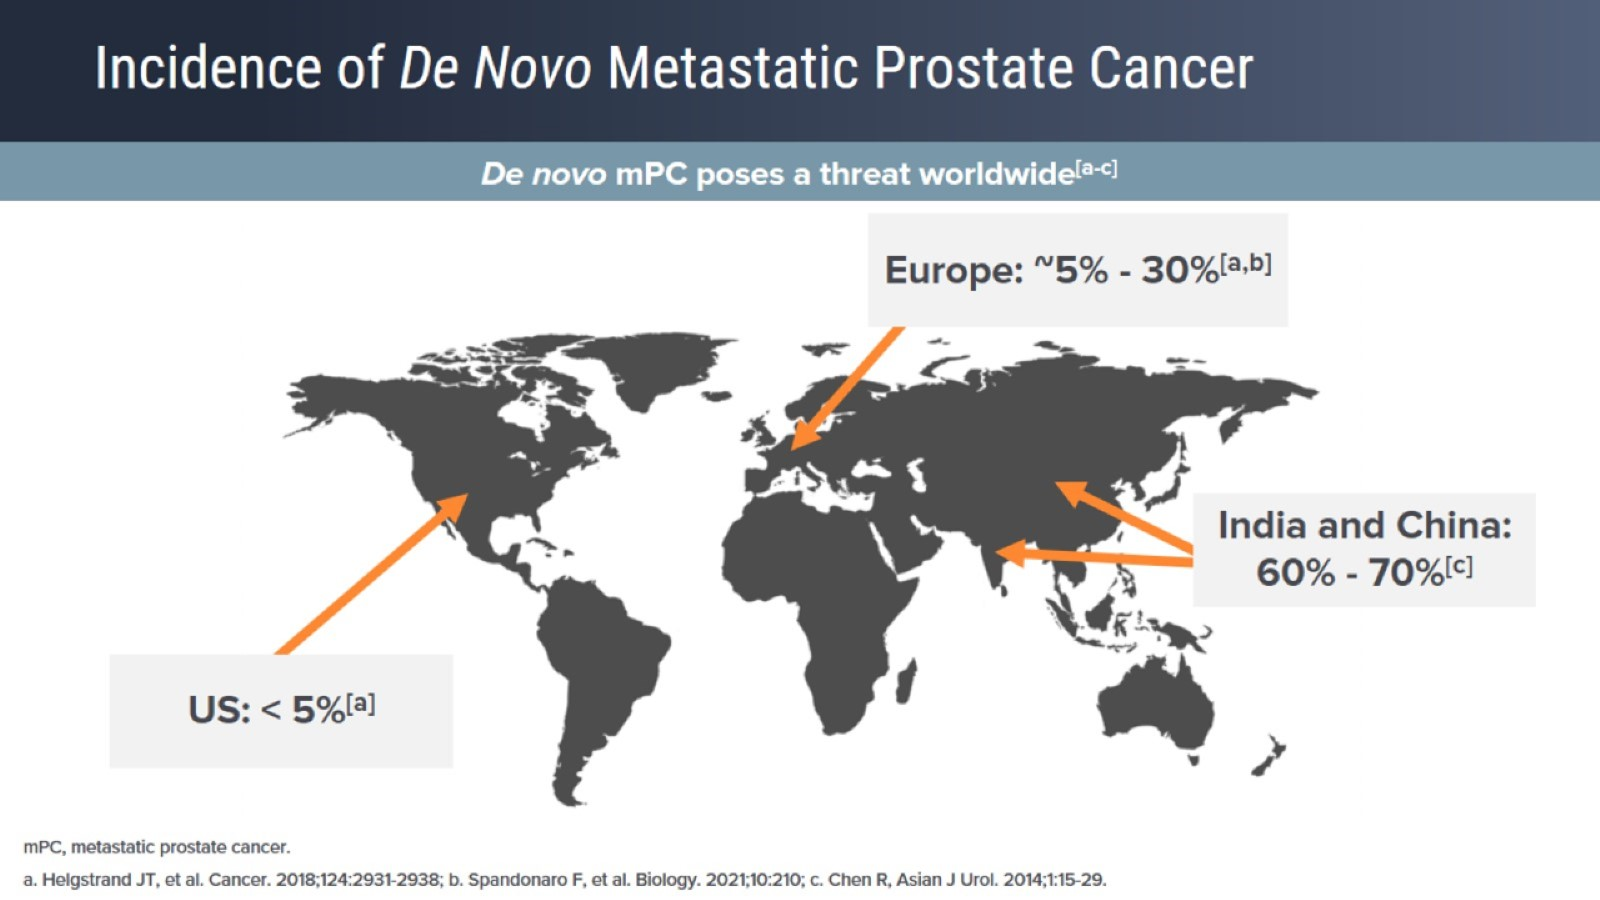 Incidence of De Novo Metastatic Prostate Cancer
De novo mPC poses a threat worldwide[a-c]
Europe: ~5% - 30%[a,b]
India and China:
60% - 70%[c]
US: < 5%[a]
mPC, metastatic prostate cancer.
a. Helgstrand JT, et al. Cancer. 2018;124:2931-2938; b. Spandonaro F, et al. Biology. 2021;10:210; c. Chen R, Asian J Urol. 2014;1:15-29.